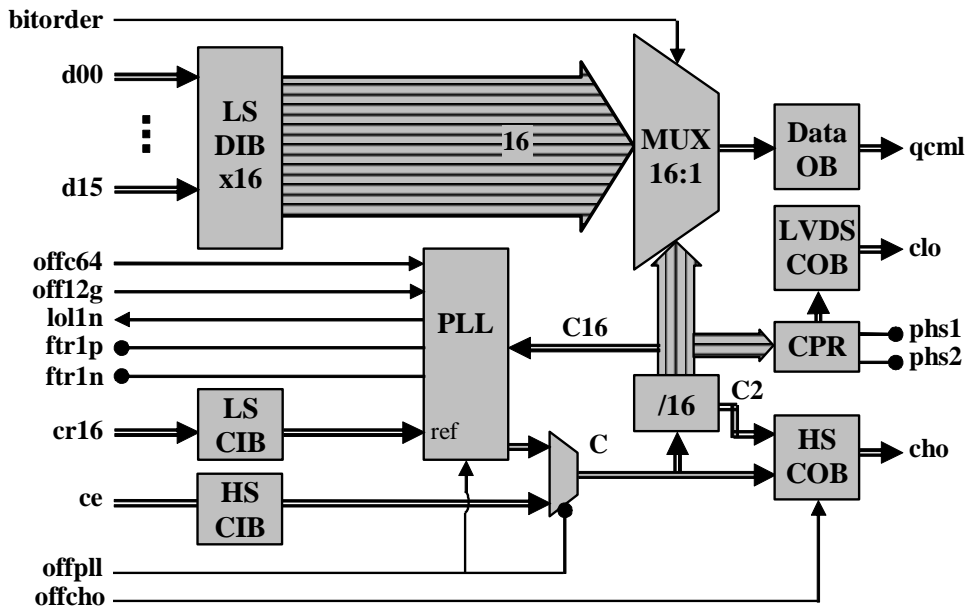 bitorder
d00
d15
LS
DIB
x16
16
MUX
16:1
Data
OB
qcml
LVDS
COB
clo
offc64
off12g
lol1n
ftr1p
ftr1n
PLL
ref
C16
CPR
phs1
phs2
/16
C2
cr16
LS
CIB
ce
HS
CIB
C
HS
COB
cho
offpll
offcho